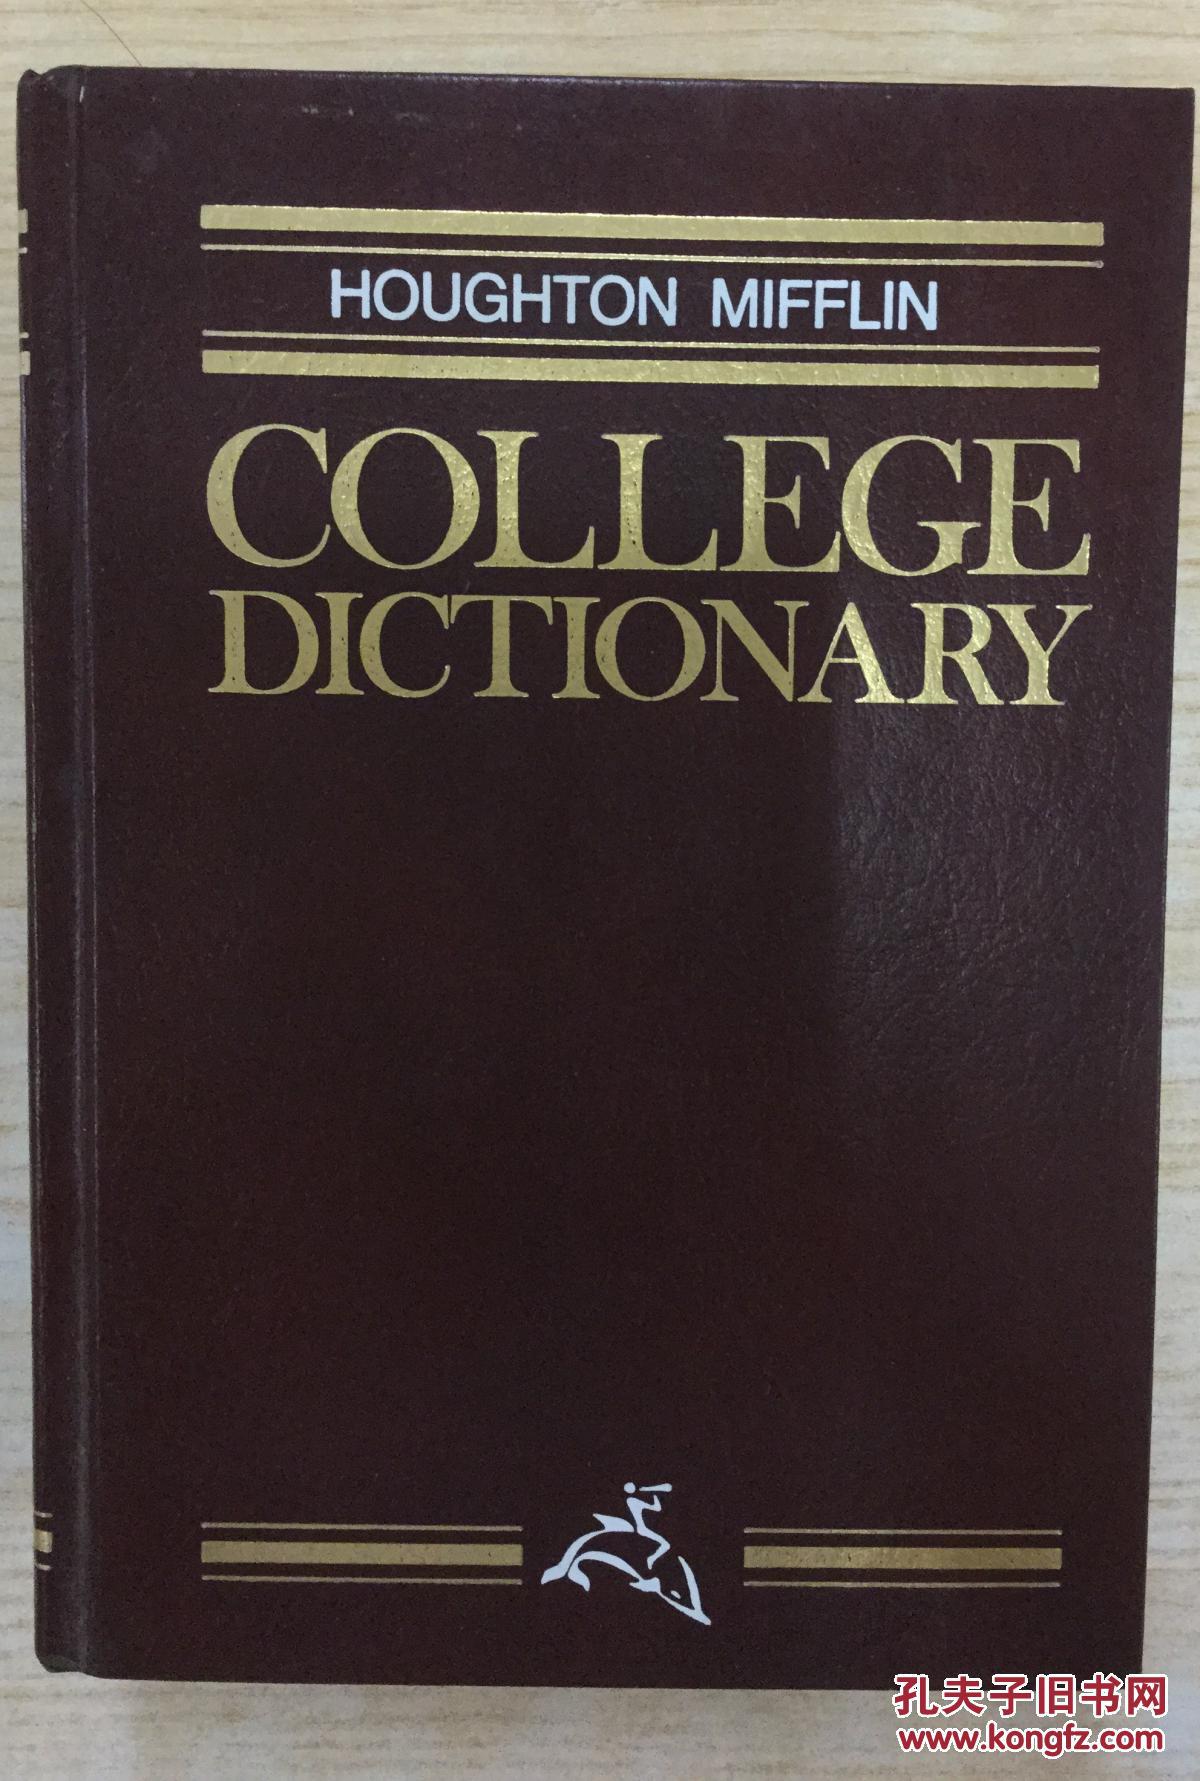 HOUGHTON MIFFLIN
COLLEGE
DICTIONARY
孔夫子旧书网
www.kongfz.com